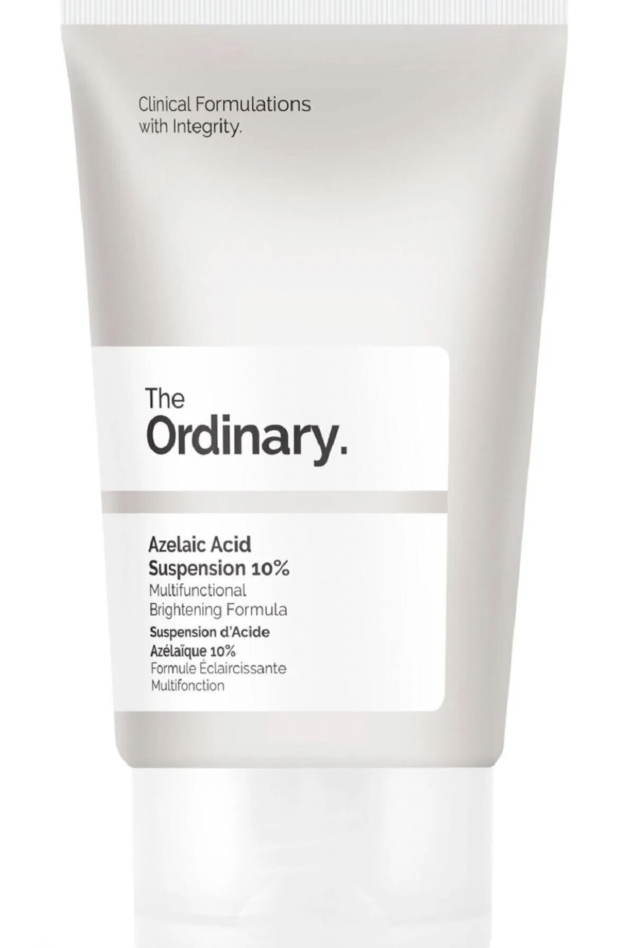 Clinical Formulations
with Integrity.
The
Ordinary.
Azelaic Acid
Suspension 10%
Multifunctional
Brightening Formula
Suspension d'Acide
Azélaïque 10%
Formule Éclaircissante
Multifonction